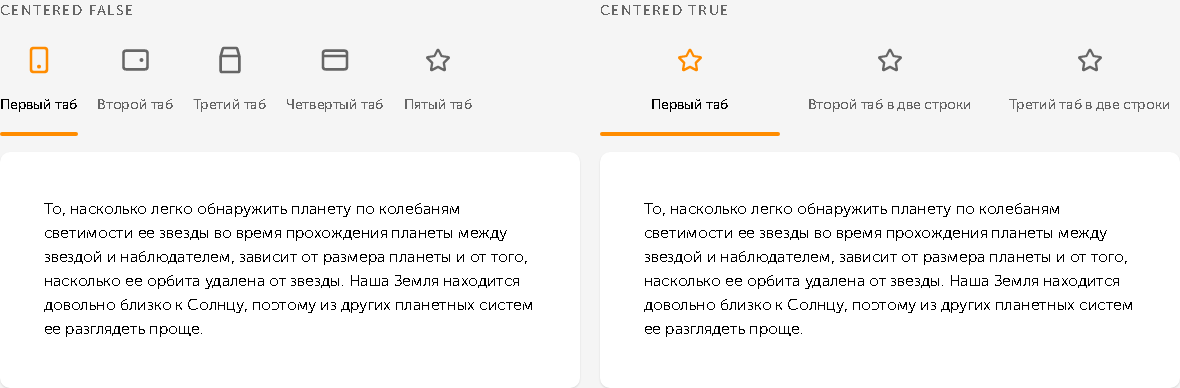 CENTERED FALSE
Первый таб Второй таб Третий таб Четвертый таб Пятый таб
То, насколько легко обнаружить планету по колебаням
светимости ее звезды во время прохождения планеты между
звездой и наблюдателем, зависит от размера планеты и от того,
насколько ее орбита удалена от звезды. Наша Земля находится
довольно близко к Солнцу, поэтому из других планетных систем
ее разглядеть проще.
CENTERED TRUE
Первый таб Второй таб в две строки Третий таб в две строки
То, насколько легко обнаружить планету по колебаням
светимости ее звезды во время прохождения планеты между
звездой и наблюдателем, зависит от размера планеты и от того,
насколько ее орбита удалена от звезды. Наша Земля находится
довольно близко к Солнцу, поэтому из других планетных систем
ее разглядеть проще.